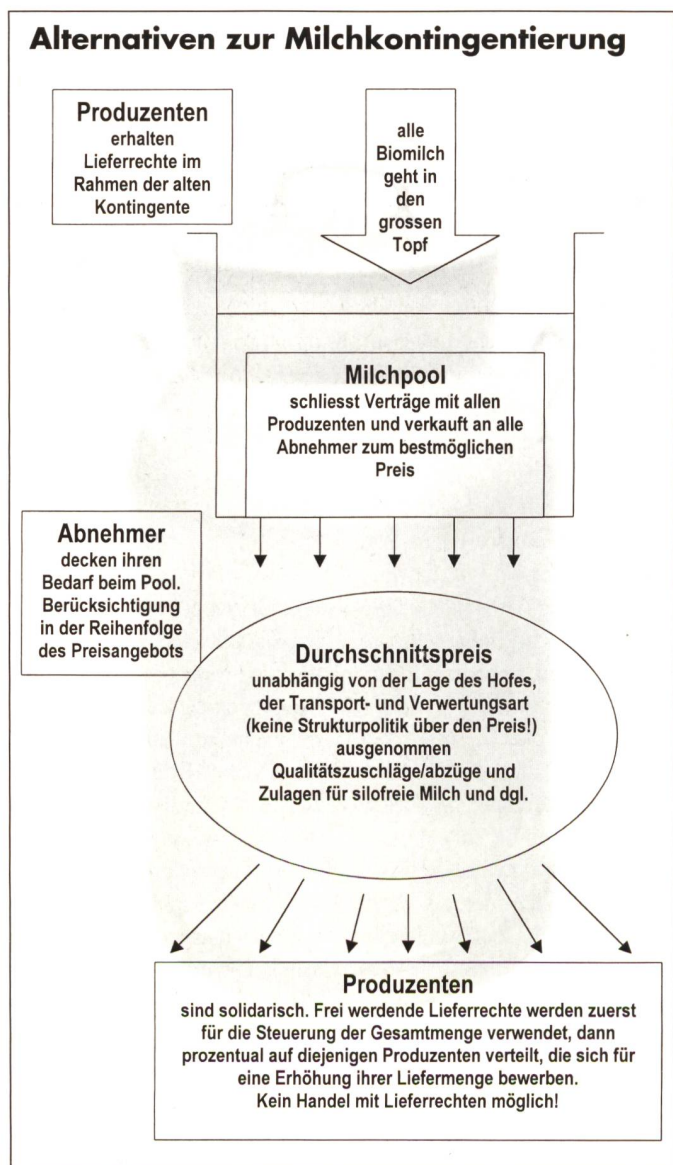 Alternativen zur Milchkontingentierung
Produzenten
erhalten
Lieferrechte im
Rahmen der alten
Kontingente
alle
Biomilch
geht in
den
grossen
Topf
Milchpool
schliesst Verträge mit allen
Produzenten und verkauft an alle
Abnehmer zum bestmöglichen
Preis
Abnehmer
decken ihren
Bedarf beim Pool.
Berücksichtigung
in der Reihenfolge
des Preisangebots
Durchschnittspreis
unabhängig von der Lage des Hofes,
der Transport- und Verwertungsart
(keine Strukturpolitik über den Preis!)
ausgenommen
Qualitätszuschläge/abzüge und
Zulagen für silofreie Milch und dgl.
Produzenten
sind solidarisch. Frei werdende Lieferrechte werden zuerst
für die Steuerung der Gesamtmenge verwendet, dann
prozentual auf diejenigen Produzenten verteilt, die sich für
eine Erhöhung ihrer Liefermenge bewerben.
Kein Handel mit Lieferrechten möglich!